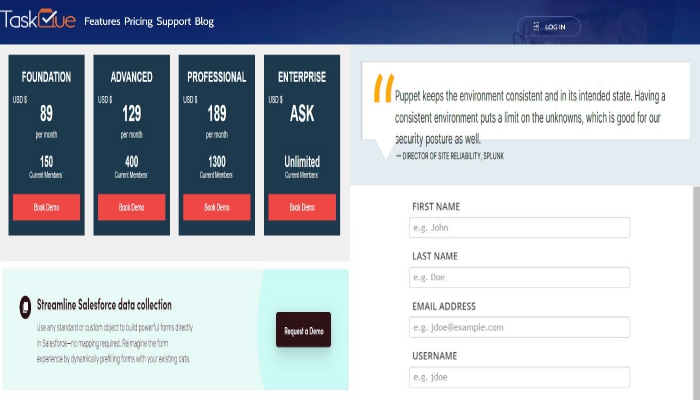 TaskQue Features Pricing Support Blog LOG IN
FOUNDATION
USD $
89
per month
150
Current Members'
Book Demo
ADVANCED
USD $
129
per month
400
Current Members'
Book Demo
PROFESSIONAL
USD $
189
per month
1300
Current Members'
Book Demo
ENTERPRISE
USD $
ASK
Unlimited
Current Members'
Book Demo
Streamline Salesforce data collection
Use any standard or custom object to build powerful forms directly
in Salesforce—no mapping required. Reimagine the form
experience by dynamically prefilling forms with your existing data.
Request a Demo
Puppet keeps the environment consistent and in its intended state. Having a
consistent environment puts a limit on the unknowns, which is good for our
security posture as well.
— DIRECTOR OF SITE RELIABILITY, SPLUNK
FIRST NAME
e.g. John
LAST NAME
e.g. Doe
EMAIL ADDRESS
e.g. jdoe@example.com
USERNAME
e.g. jdoe